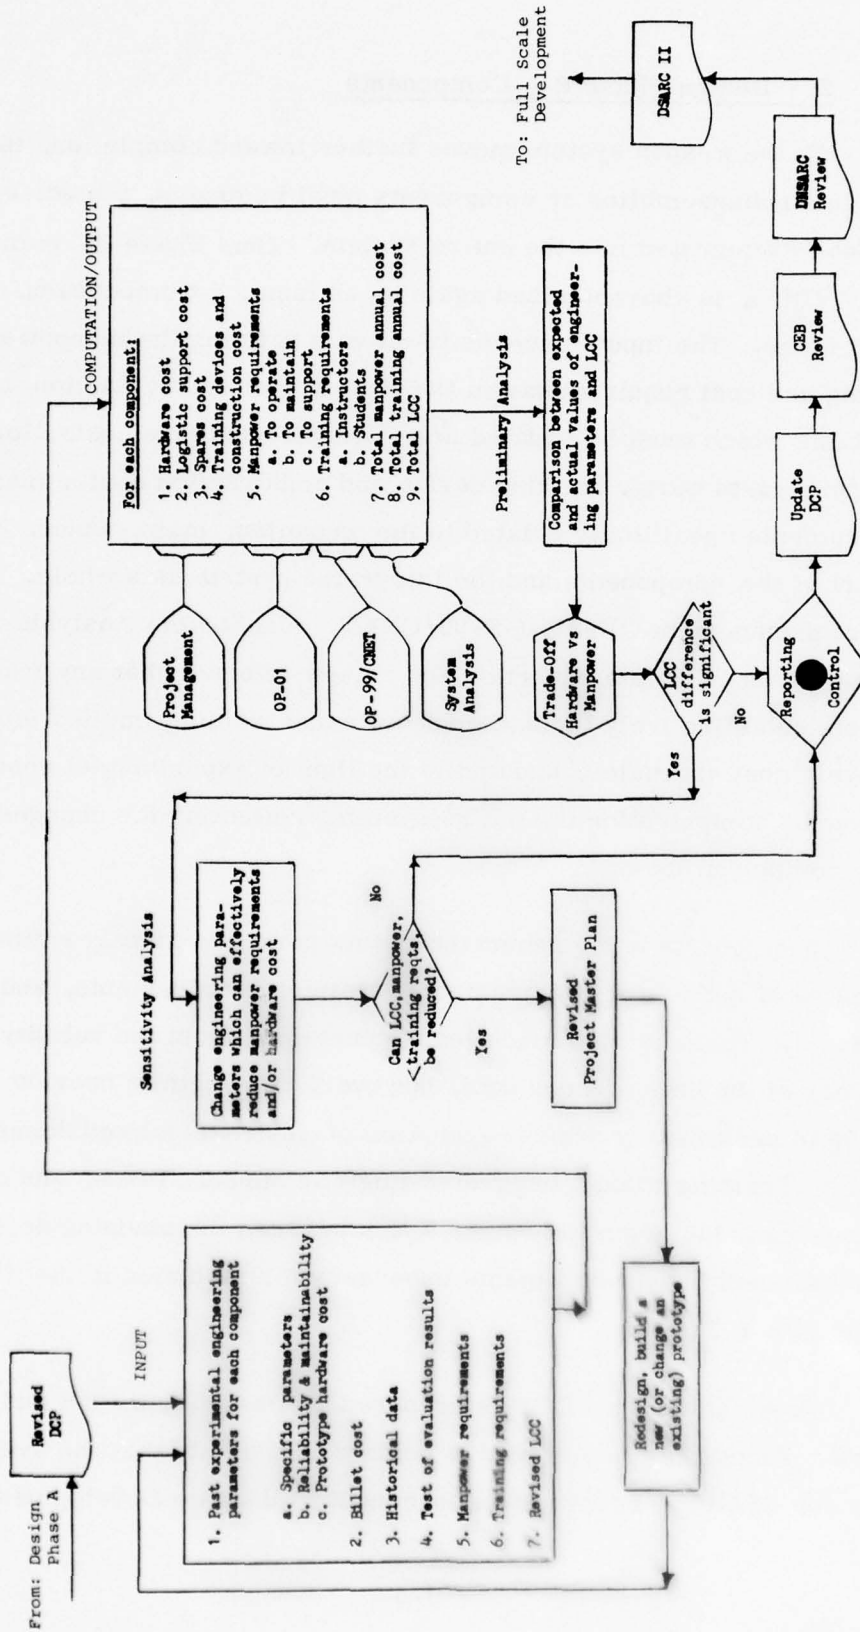 From: Design
Phase A
Revised
DCP
INPUT
1. Past experimental engineering
parameters for each component
a. Specific parameters
b. Reliability & maintainability
c. Prototype hardware cost
2. Billet cost
3. Historical data
4. Test of evaluation results
5. Manpower requirements
6. Training requirements
7. Revised LCC
COMPUTATION/OUTPUT
For each component:
1. Hardware cost
2. Logistic support cost
3. Spares cost
4. Training devices and
construction cost
5. Manpower requirements
a. To operate
b. To maintain
c. To support
6. Training requirements
a. Instructors
b. Students
7. Total manpower annual cost
8. Total training annual cost
9. Total LCC
Project
Management
OP-01
OP-99/CNET
System
Analysis
Preliminary Analysis
Comparison between expected
and actual values of engineer-
ing parameters and LCC
Trade-Off
Hardware vs
Manpower
LCC
difference
is significant
Yes
No
Sensitivity Analysis
Change engineering para-
meters which can effectively
reduce manpower requirements
and/or hardware cost
Can LCC,manpower,
training reqts,
be reduced?
No
Yes
Revised
Project Master Plan
Redesign, build a
new (or change an
existing) prototype
Reporting
Control
Update
DCP
CEB
Review
DNSARC
Review
DSARC II
To: Full Scale
Development